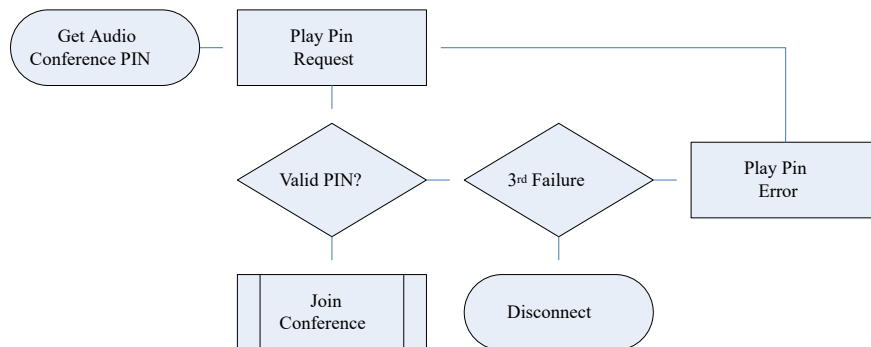 Get Audio
Conference PIN
Play Pin
Request
Valid PIN?
3rd Failure
Play Pin
Error
Join
Conference
Disconnect